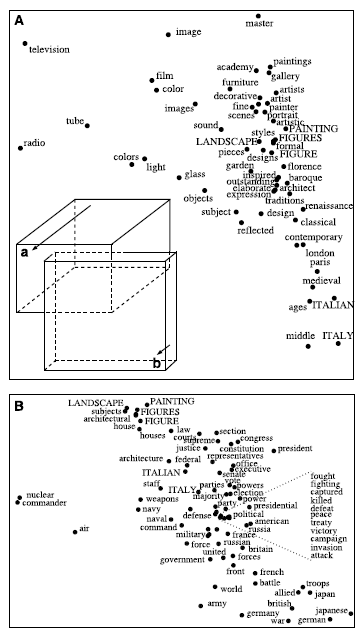 A
master
image
television
paintings
academy
gallery
film
furniture
color
artists
decorative
artist
images
fine
painter
scenes
portrait
tube
artistic
sound
PAINTING
styles
FIGURES
LANDSCAPE
formal
radio
pieces
FIGURE
designs
colors
light
garden
florence
glass
inspired
baroque
outstanding
elaborate
architect
objects
expression
traditions
renaissance
subject
design
classical
reflected
contemporary
a
london
paris
medieval
ages
ITALIAN
middle
ITALY
b
B
LANDSCAPE
PAINTING
subjects
FIGURES
architectural
FIGURE
house
houses
law
section
courts
supreme
congress
justice
constitution
president
representatives
architecture
federal
office
executive
ITALIAN
senate
vote
staff
parties
powers
fought
ITALY
election
fighting
nuclear
majority
captured
commander
weapons
party
presidential
killed
navy
defense
political
defeat
naval
american
peace
air
command
russia
treaty
military
france
victory
force
russian
campaign
united
britain
invasion
government
forces
attack
front
french
battle
troops
world
allied
japan
army
british
japanese
germany
war
german